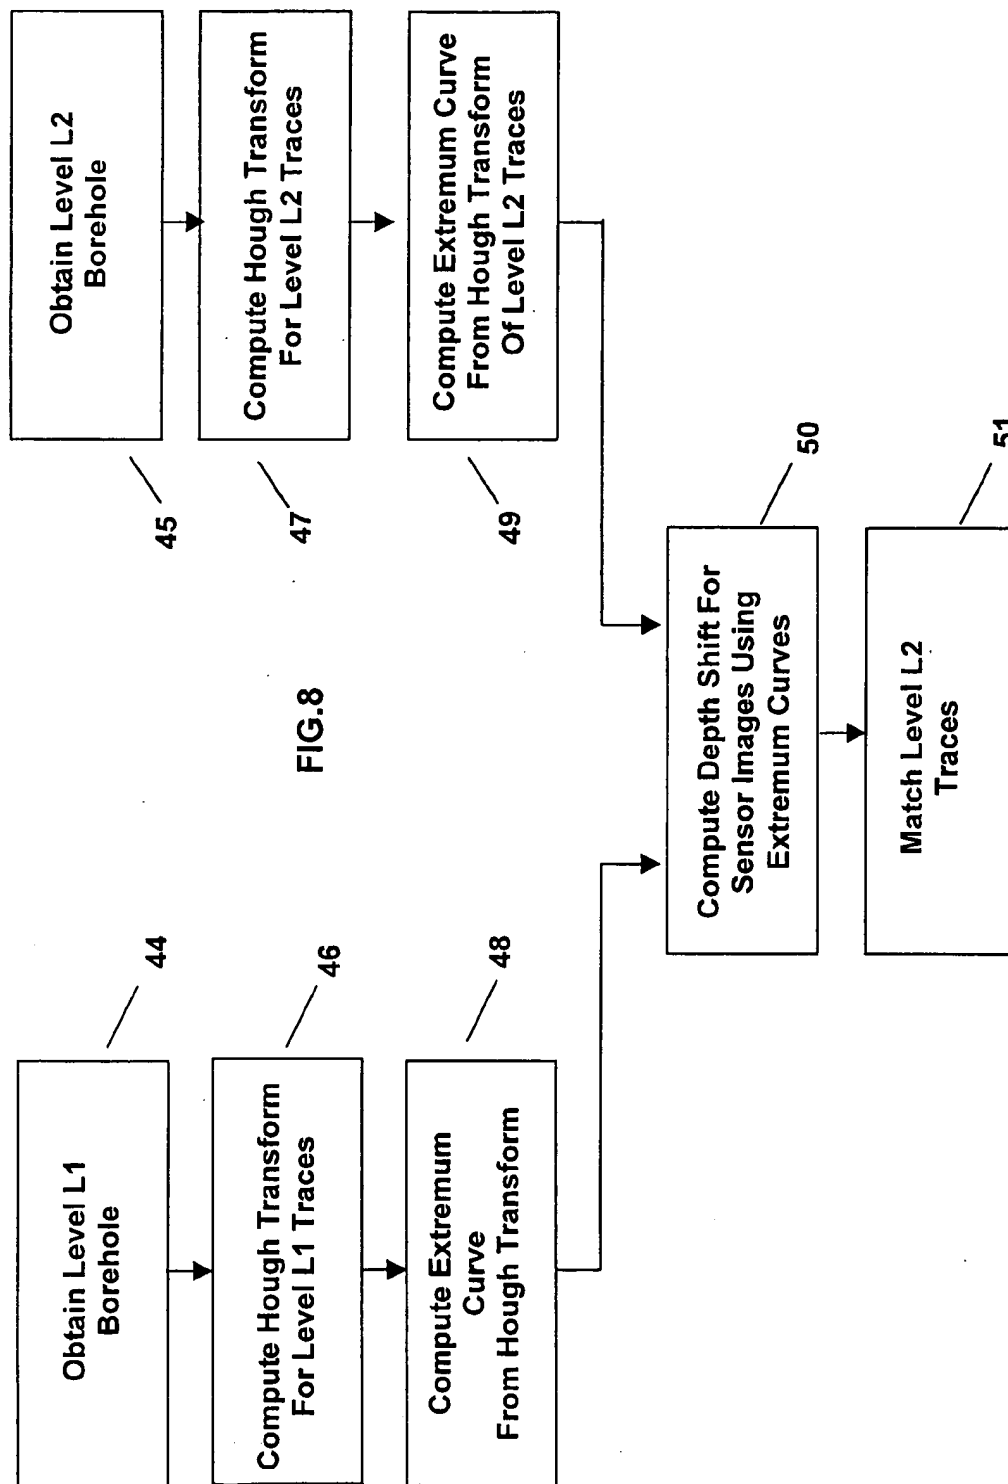 Obtain Level L1
Borehole
44
Compute Hough Transform
For Level L1 Traces
46
Compute Extremum
Curve
From Hough Transform
48
Obtain Level L2
Borehole
45
Compute Hough Transform
For Level L2 Traces
47
Compute Extremum Curve
From Hough Transform
Of Level L2 Traces
49
FIG.8
Compute Depth Shift For
Sensor Images Using
Extremum Curves
50
Match Level L2
Traces
51